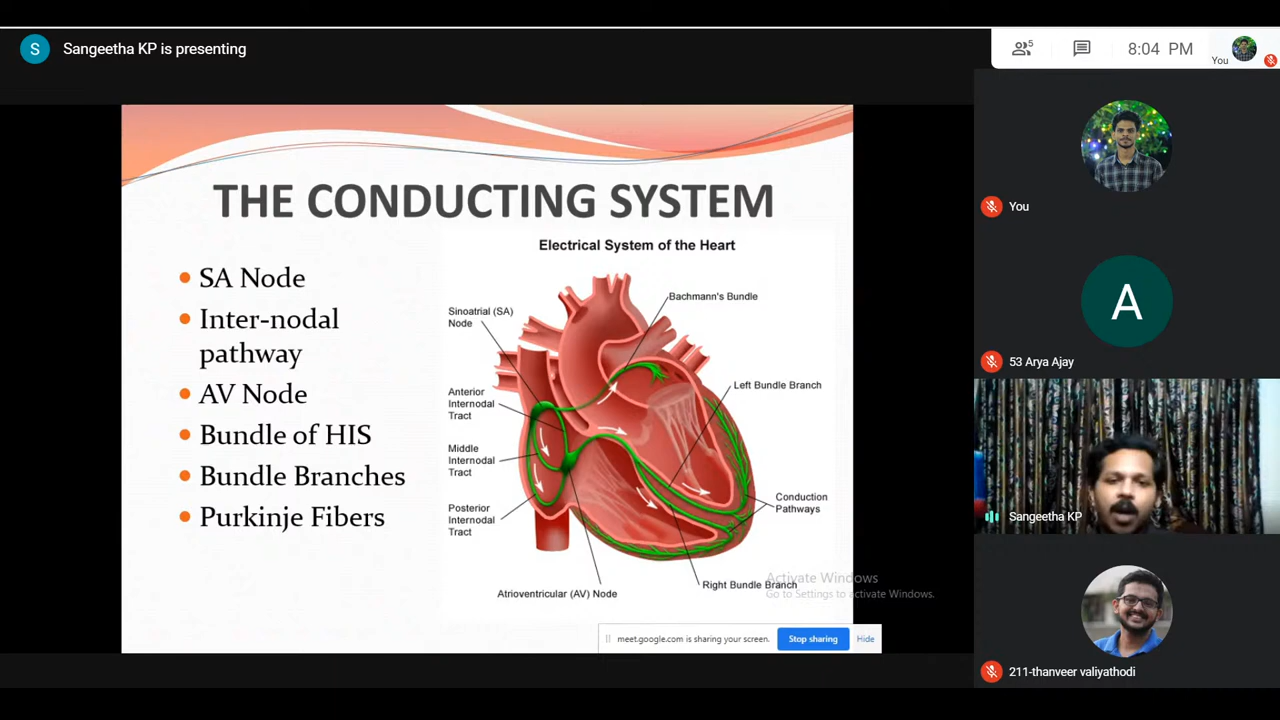 S
Sangeetha KP is presenting
5
8:04 PM
You
THE CONDUCTING SYSTEM
SA Node
Inter-nodal
pathway
AV Node
Bundle of HIS
Bundle Branches
Purkinje Fibers
Electrical System of the Heart
Bachmann's Bundle
Sinoatrial (SA)
Node
Left Bundle Branch
Anterior
Internodal
Tract
Middle
Internodal
Tract
Conduction
Pathways
Posterior
Internodal
Tract
Right Bundle Branch
Atrioventricular (AV) Node
Activate Windows
Go to Settings to activate Windows.
meet.google.com is sharing your screen.
Stop sharing
Hide
You
A
53 Arya Ajay
Sangeetha KP
211-thanveer valiyathodi